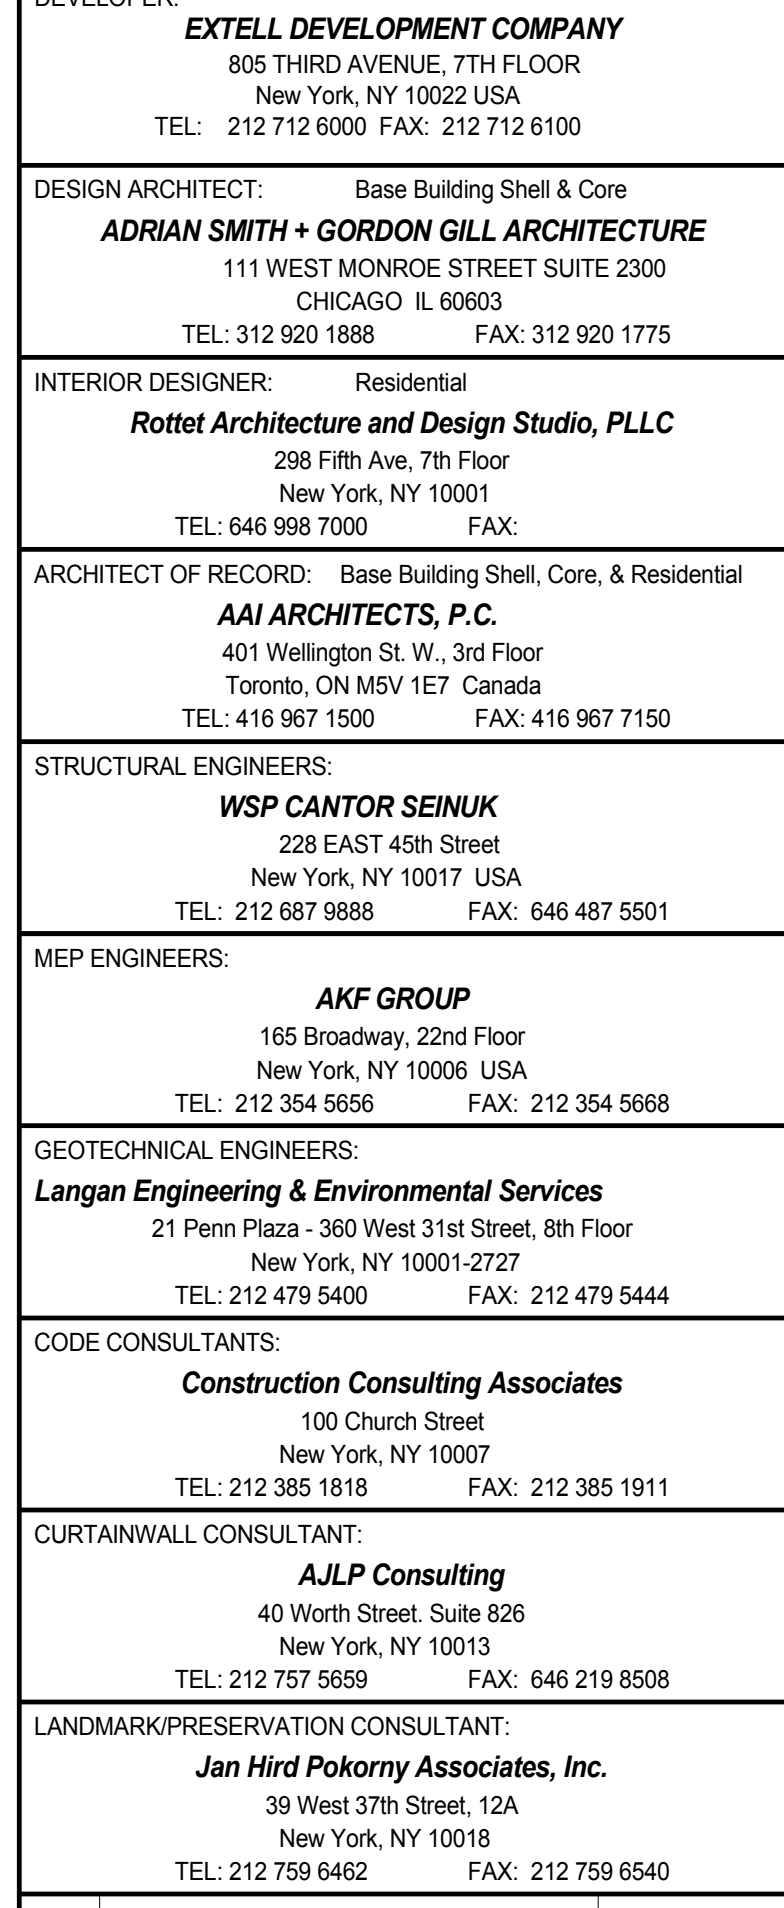 DEVELOPER:
EXTELL DEVELOPMENT COMPANY
805 THIRD AVENUE, 7TH FLOOR
New York, NY 10022 USA
TEL: 212 712 6000 FAX: 212 712 6100
DESIGN ARCHITECT: Base Building Shell & Core
ADRIAN SMITH + GORDON GILL ARCHITECTURE
111 WEST MONROE STREET SUITE 2300
CHICAGO IL 60603
TEL: 312 920 1888 FAX: 312 920 1775
INTERIOR DESIGNER: Residential
Rottet Architecture and Design Studio, PLLC
298 Fifth Ave, 7th Floor
New York, NY 10001
TEL: 646 998 7000 FAX:
ARCHITECT OF RECORD: Base Building Shell, Core, & Residential
AAI ARCHITECTS, P.C.
401 Wellington St. W., 3rd Floor
Toronto, ON M5V 1E7 Canada
TEL: 416 967 1500 FAX: 416 967 7150
STRUCTURAL ENGINEERS:
WSP CANTOR SEINUK
228 EAST 45th Street
New York, NY 10017 USA
TEL: 212 687 9888 FAX: 646 487 5501
MEP ENGINEERS:
AKF GROUP
165 Broadway, 22nd Floor
New York, NY 10006 USA
TEL: 212 354 5656 FAX: 212 354 5668
GEOTECHNICAL ENGINEERS:
Langan Engineering & Environmental Services
21 Penn Plaza - 360 West 31st Street, 8th Floor
New York, NY 10001-2727
TEL: 212 479 5400 FAX: 212 479 5444
CODE CONSULTANTS:
Construction Consulting Associates
100 Church Street
New York, NY 10007
TEL: 212 385 1818 FAX: 212 385 1911
CURTAINWALL CONSULTANT:
AJLP Consulting
40 Worth Street. Suite 826
New York, NY 10013
TEL: 212 757 5659 FAX: 646 219 8508
LANDMARK/PRESERVATION CONSULTANT:
Jan Hird Pokorny Associates, Inc.
39 West 37th Street, 12A
New York, NY 10018
TEL: 212 759 6462 FAX: 212 759 6540